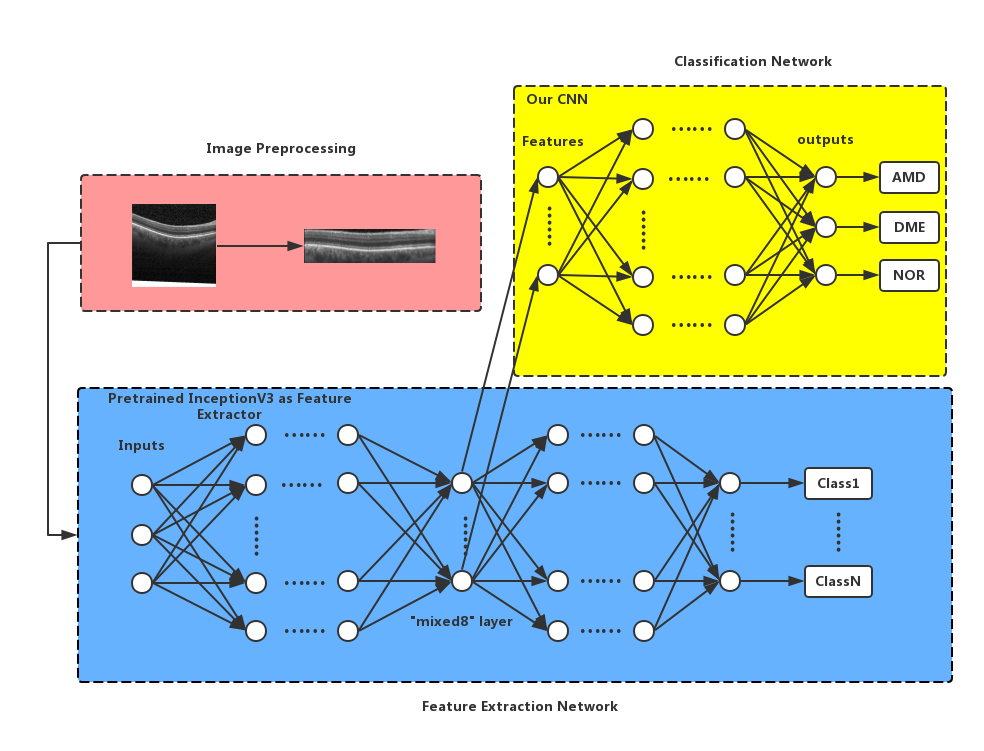 Classification Network
Our CNN
Features
outputs
AMD
DME
NOR
Image Preprocessing
Pretrained InceptionV3 as Feature
Extractor
Inputs
Class1
ClassN
"mixed8" layer
Feature Extraction Network